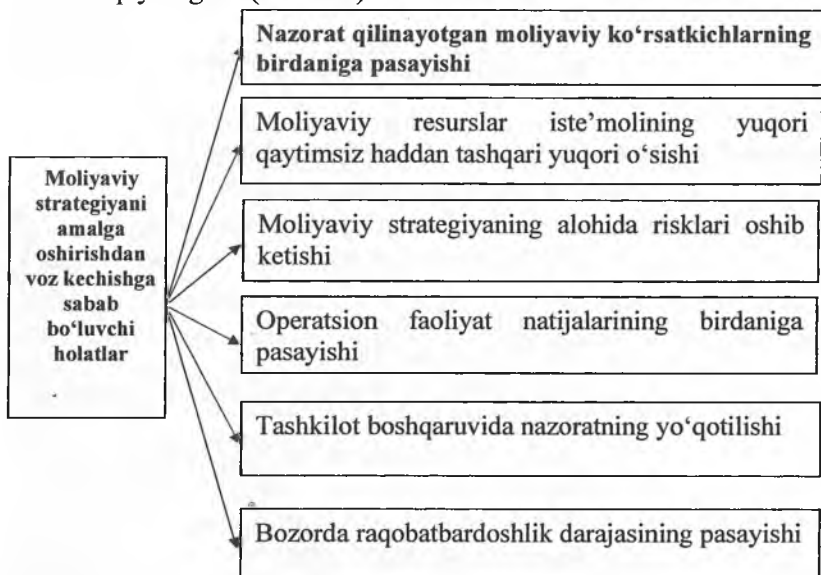 Nazorat qilinayotgan moliyaviy ko‘rsatkichlarning
birdaniga pasayishi
Moliyaviy resurslar iste’molining yuqori
qaytimsiz haddan tashqari yuqori o‘sishi
Moliyaviy
strategiyani
amalga
oshirishdan
voz kechishga
sabab
bo‘luvchi
holatlar
Moliyaviy strategiyaning alohida risklari oshib
ketishi
Operatsion faoliyat natijalarining birdaniga
pasayishi
Tashkilot boshqaruvida nazoratning yo‘qotilishi
Bozorda raqobatbardoshlik darajasining pasayishi